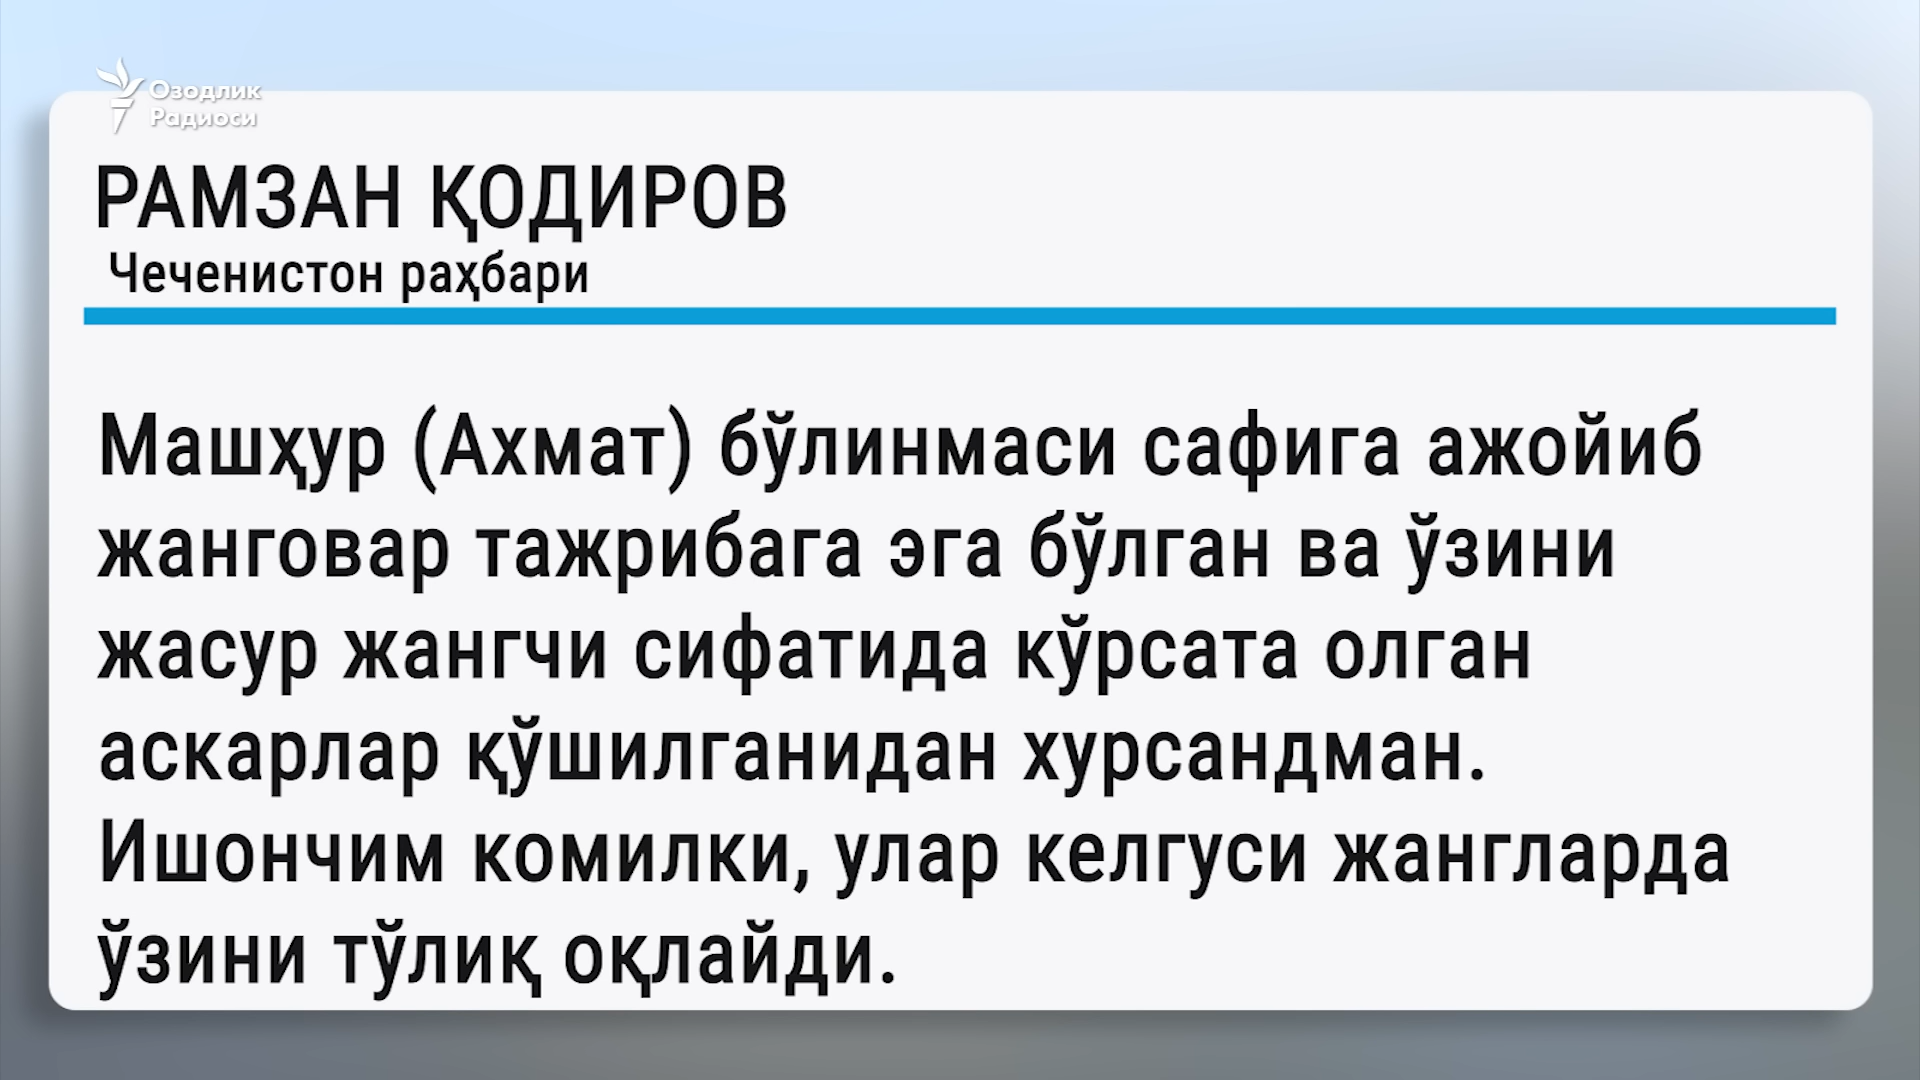 Озодлик
Радиоси
РАМЗАН ҚОДИРОВ
Чеченистон раҳбари
Машҳур (Ахмат) бўлинмаси сафига ажойиб
жанговар тажрибага эга бўлган ва ўзини
жасур жангчи сифатида кўрсата олган
аскарлар қўшилганидан хурсандман.
Ишончим комилки, улар келгуси жангларда
ўзини тўлиқ оқлайди.